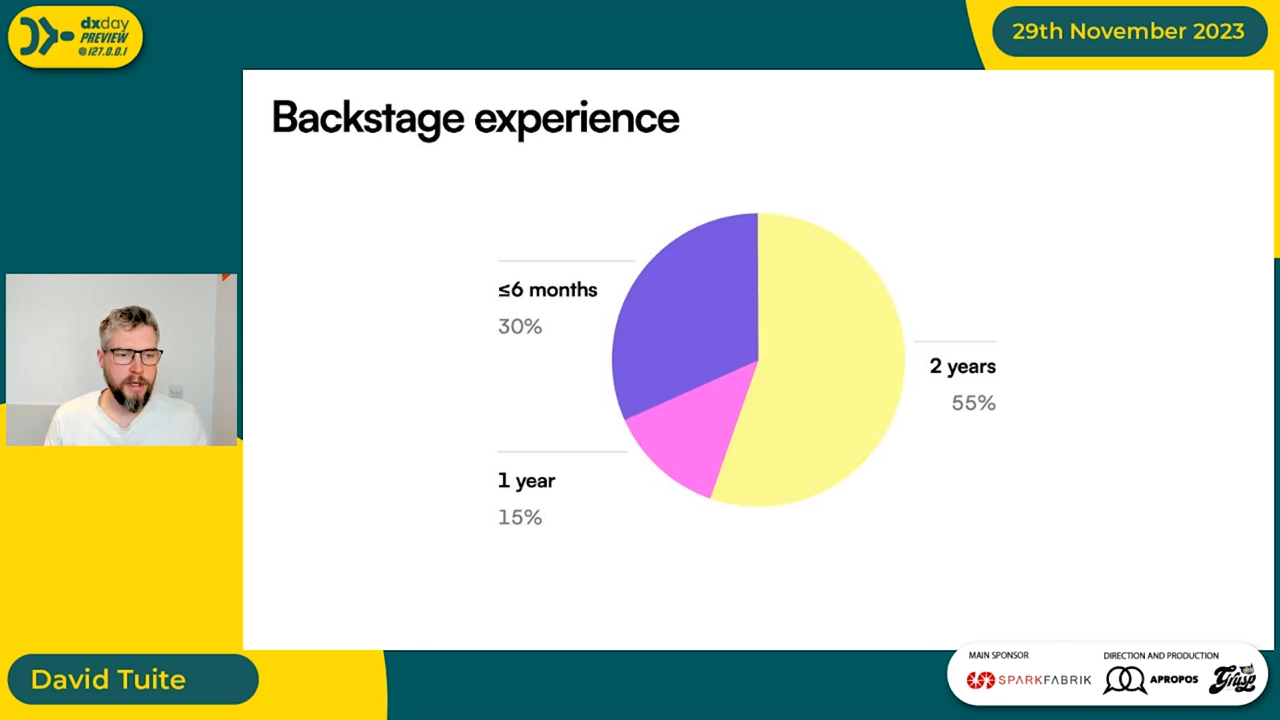 dxday
PREVIEW
@127.0.0.1
29th November 2023
Backstage experience
≤6 months
30%
2 years
55%
1 year
15%
David Tuite
MAIN SPONSOR
SPARKFABRIK
DIRECTION AND PRODUCTION
APROPOS
Grusp